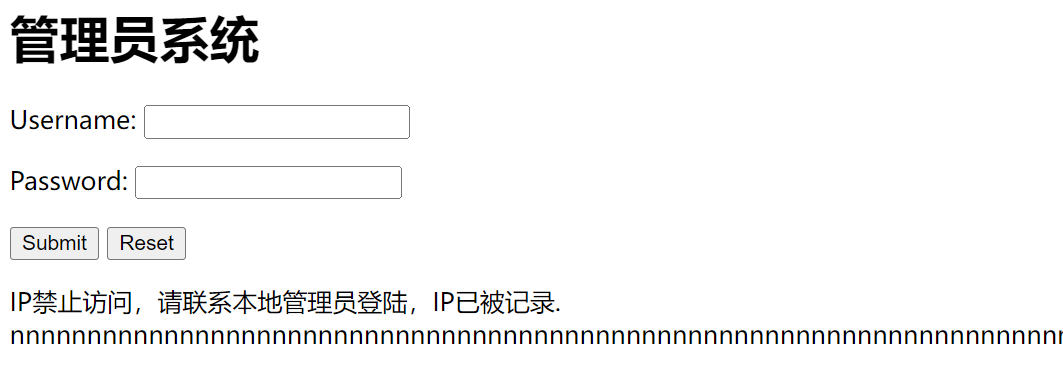 管理员系统
Username:
Password:
Submit Reset
IP禁止访问，请联系本地管理员登陆，IP已被记录.
nnnnnnnnnnnnnnnnnnnnnnnnnnnnnnnnnnnnnnnnnnnnnnnnnnnnnnnnnnnnnnnnnnnn